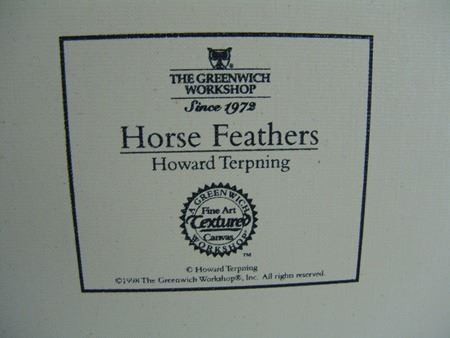 THE GREENWICH
WORKSHOP®
Since 1972
Horse Feathers
Howard Terpning
A GREENWICH
Fine Art
Textured
Canvas
WORKSHOP
™
© Howard Terpning
©1998 The Greenwich Workshop®, Inc. All rights reserved.